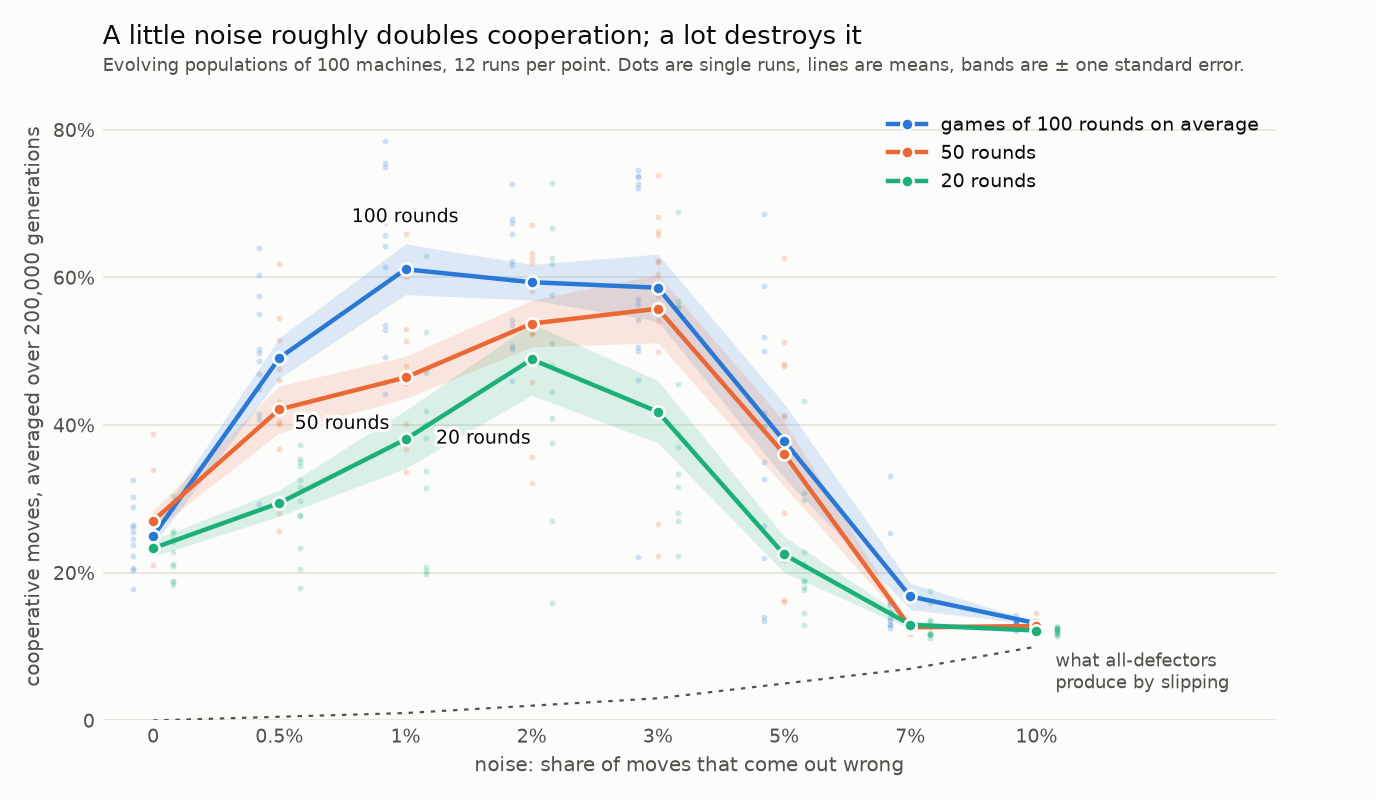 A little noise roughly doubles cooperation; a lot destroys it
Evolving populations of 100 machines, 12 runs per point. Dots are single runs, lines are means, bands are ± one standard error.
games of 100 rounds on average
50 rounds
20 rounds
cooperative moves, averaged over 200,000 generations
80%
60%
40%
20%
0
100 rounds
50 rounds
20 rounds
what all-defectors
produce by slipping
0
0.5%
1%
2%
3%
5%
7%
10%
noise: share of moves that come out wrong